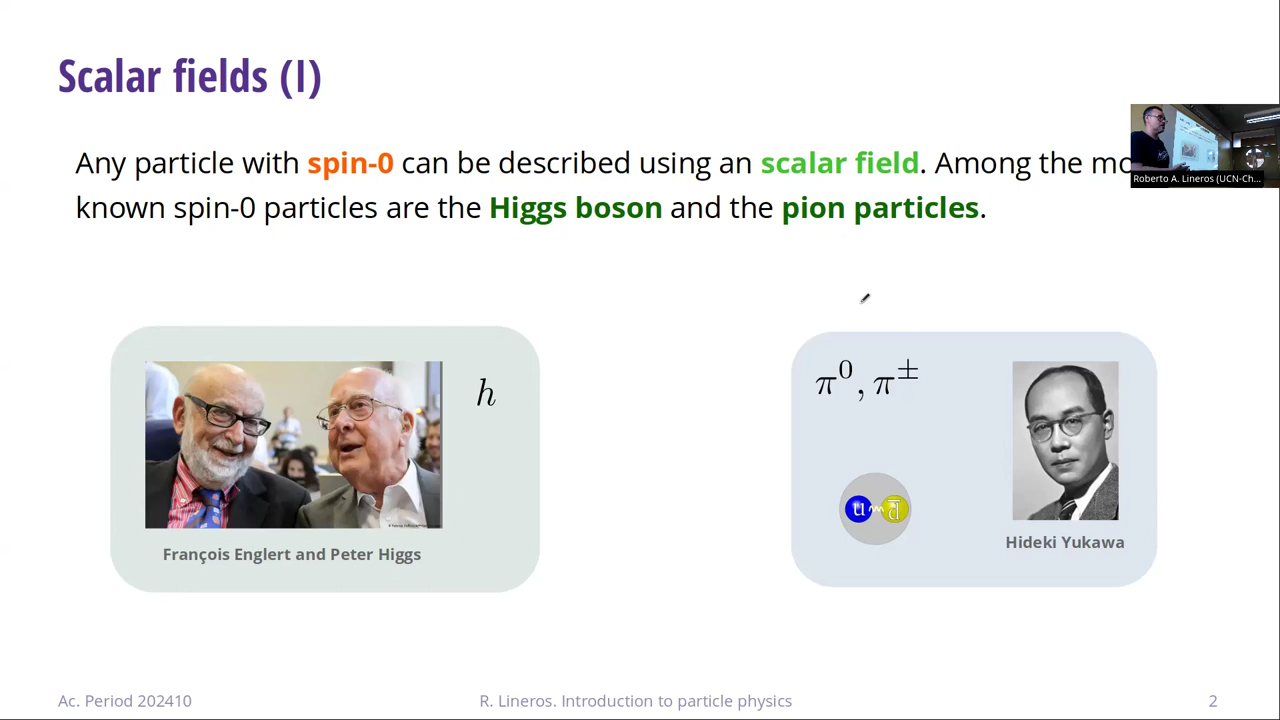 Scalar fields (I)
Any particle with spin-0 can be described using an scalar field. Among the
known spin-0 particles are the Higgs boson and the pion particles.
Roberto A. Lineros (UCN-Ch...
h
π⁰, π±
u d̅
François Englert and Peter Higgs
Hideki Yukawa
Ac. Period 202410
R. Lineros. Introduction to particle physics
2